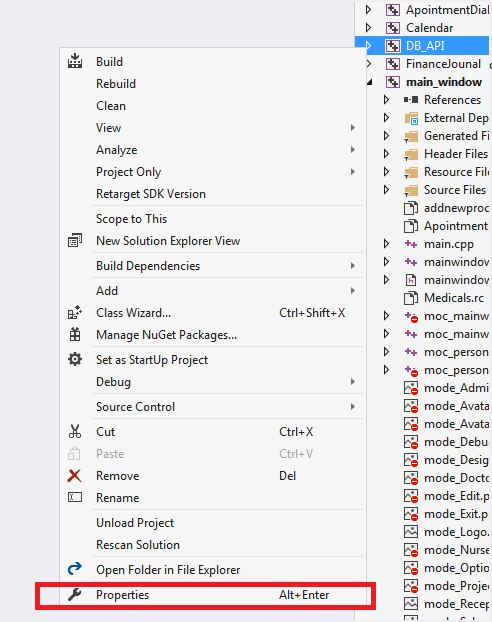 Build
Rebuild
Clean
View
Analyze
Project Only
Retarget SDK Version
Scope to This
New Solution Explorer View
Build Dependencies
Add
Class Wizard... Ctrl+Shift+X
Manage NuGet Packages...
Set as StartUp Project
Debug
Source Control
Cut Ctrl+X
Paste Ctrl+V
Remove Del
Rename
Unload Project
Rescan Solution
Open Folder in File Explorer
Properties Alt+Enter
ApointmentDial
Calendar
DB_API
FinanceJounal
main_window
References
External Dep
Generated Fi
Header Files
Resource File
Source Files
addnewproc
Apointment
main.cpp
mainwindow
mainwindow
Medicals.rc
moc_mainw
moc_mainw
moc_person
moc_person
mode_Admi
mode_Avata
mode_Avata
mode_Debu
mode_Desig
mode_Docto
mode_Edit.p
mode_Exit.p
mode_Logo.
mode_Nurse
mode_Optio
mode_Projec
mode_Recep